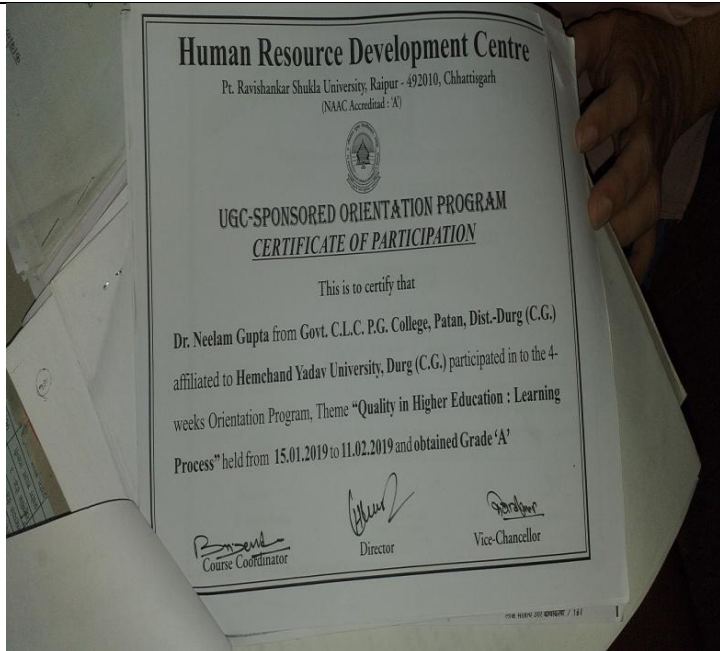 Human Resource Development Centre
Pt. Ravishankar Shukla University, Raipur - 492010, Chhattisgarh
(NAAC Accreditad : 'A')
UGC-SPONSORED ORIENTATION PROGRAM
CERTIFICATE OF PARTICIPATION
This is to certify that
Dr. Neelam Gupta from Govt. C.L.C. P.G. College, Patan, Dist.-Durg (C.G.)
affiliated to Hemchand Yadav University, Durg (C.G.) participated in to the 4-
weeks Orientation Program, Theme “Quality in Higher Education : Learning
Process” held from 15.01.2019 to 11.02.2019 and obtained Grade ‘A’
Course Coordinator
Director
Vice-Chancellor